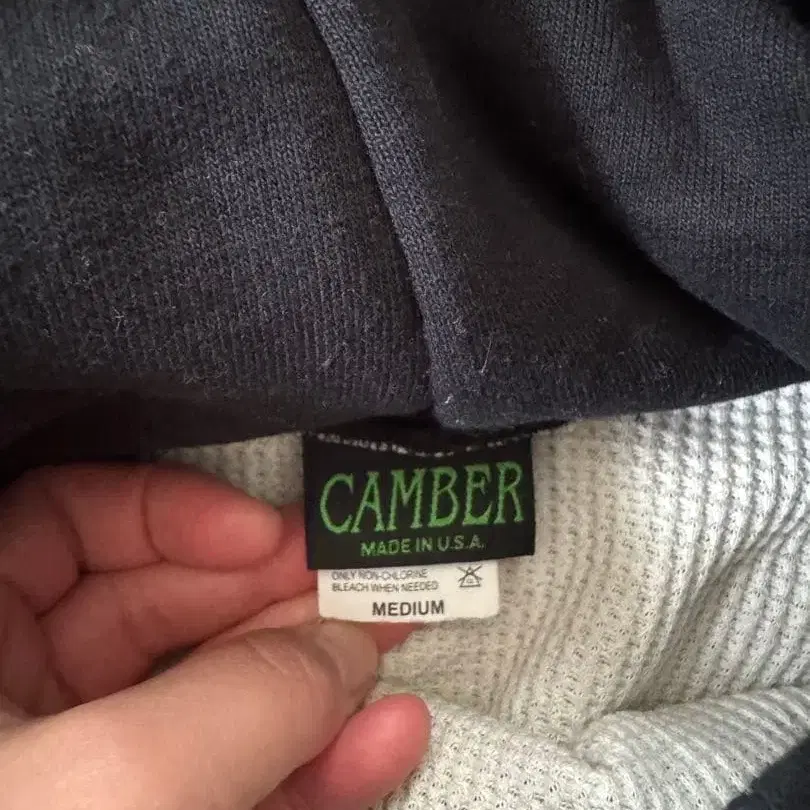 CAMBER
MADE IN U.S.A.
ONLY NON-CHLORINE
BLEACH WHEN NEEDED
MEDIUM